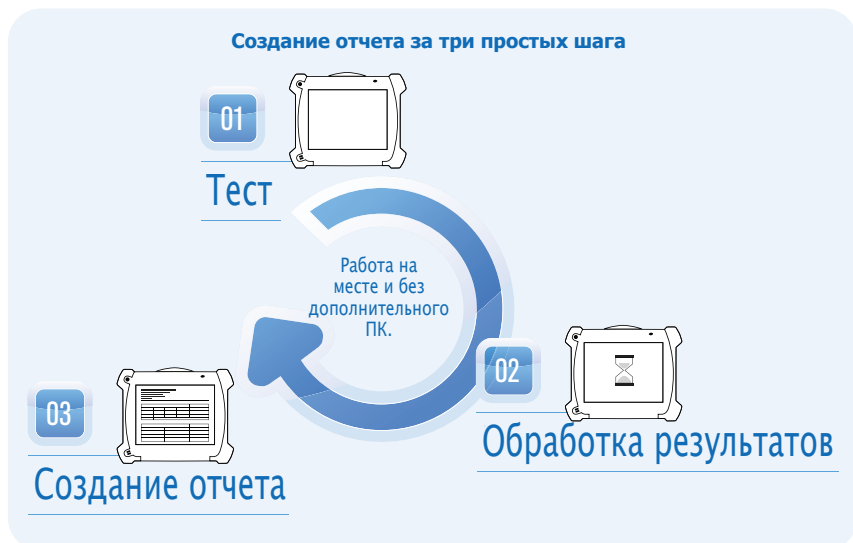 Создание отчета за три простых шага
01
Тест
Работа на
месте и без
дополнительного
ПК.
02
Обработка результатов
03
Создание отчета